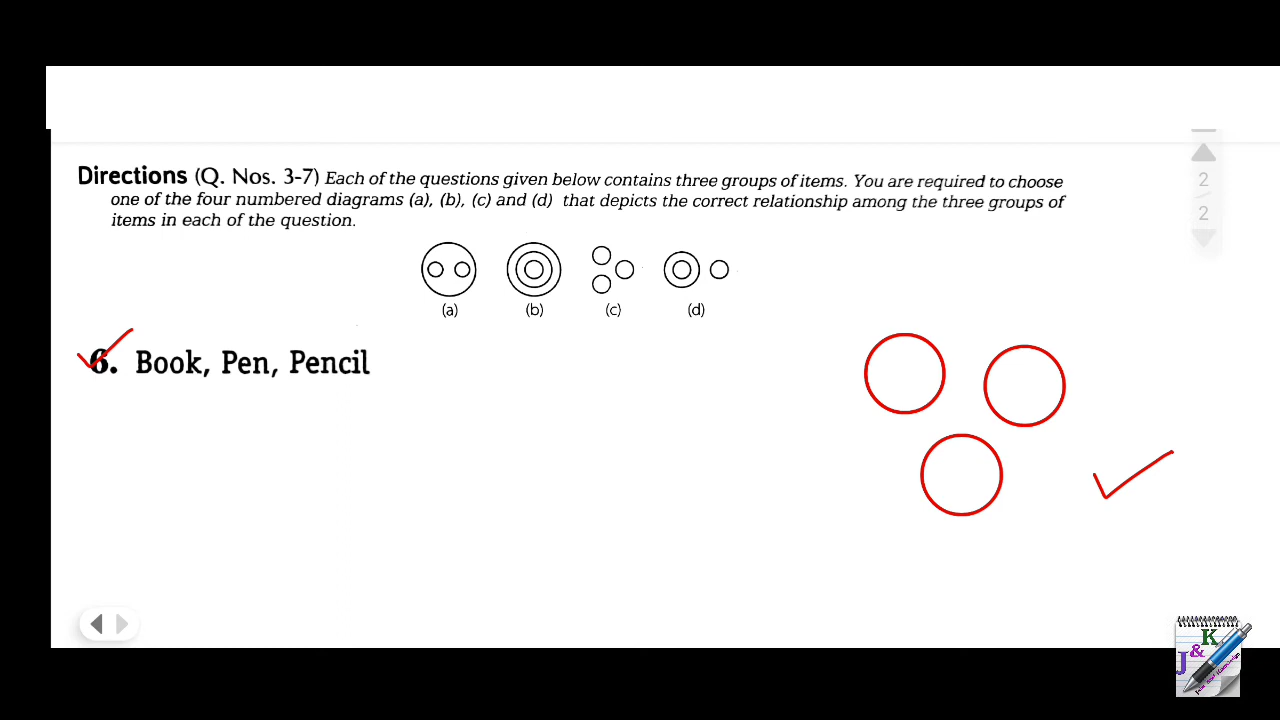 Directions (Q. Nos. 3-7) Each of the questions given below contains three groups of items. You are required to choose
one of the four numbered diagrams (a), (b), (c) and (d) that depicts the correct relationship among the three groups of
items in each of the question.
(a) (b) (c) (d)
6. Book, Pen, Pencil
2
2
J&K